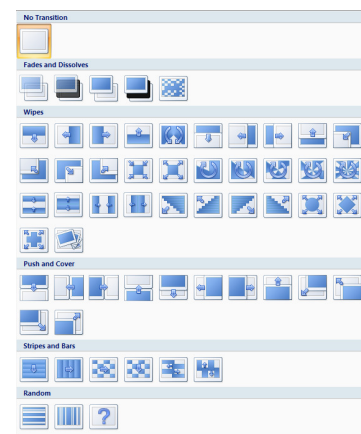 No Transition
Fades and Dissolves
Wipes
Push and Cover
Stripes and Bars
Random
?